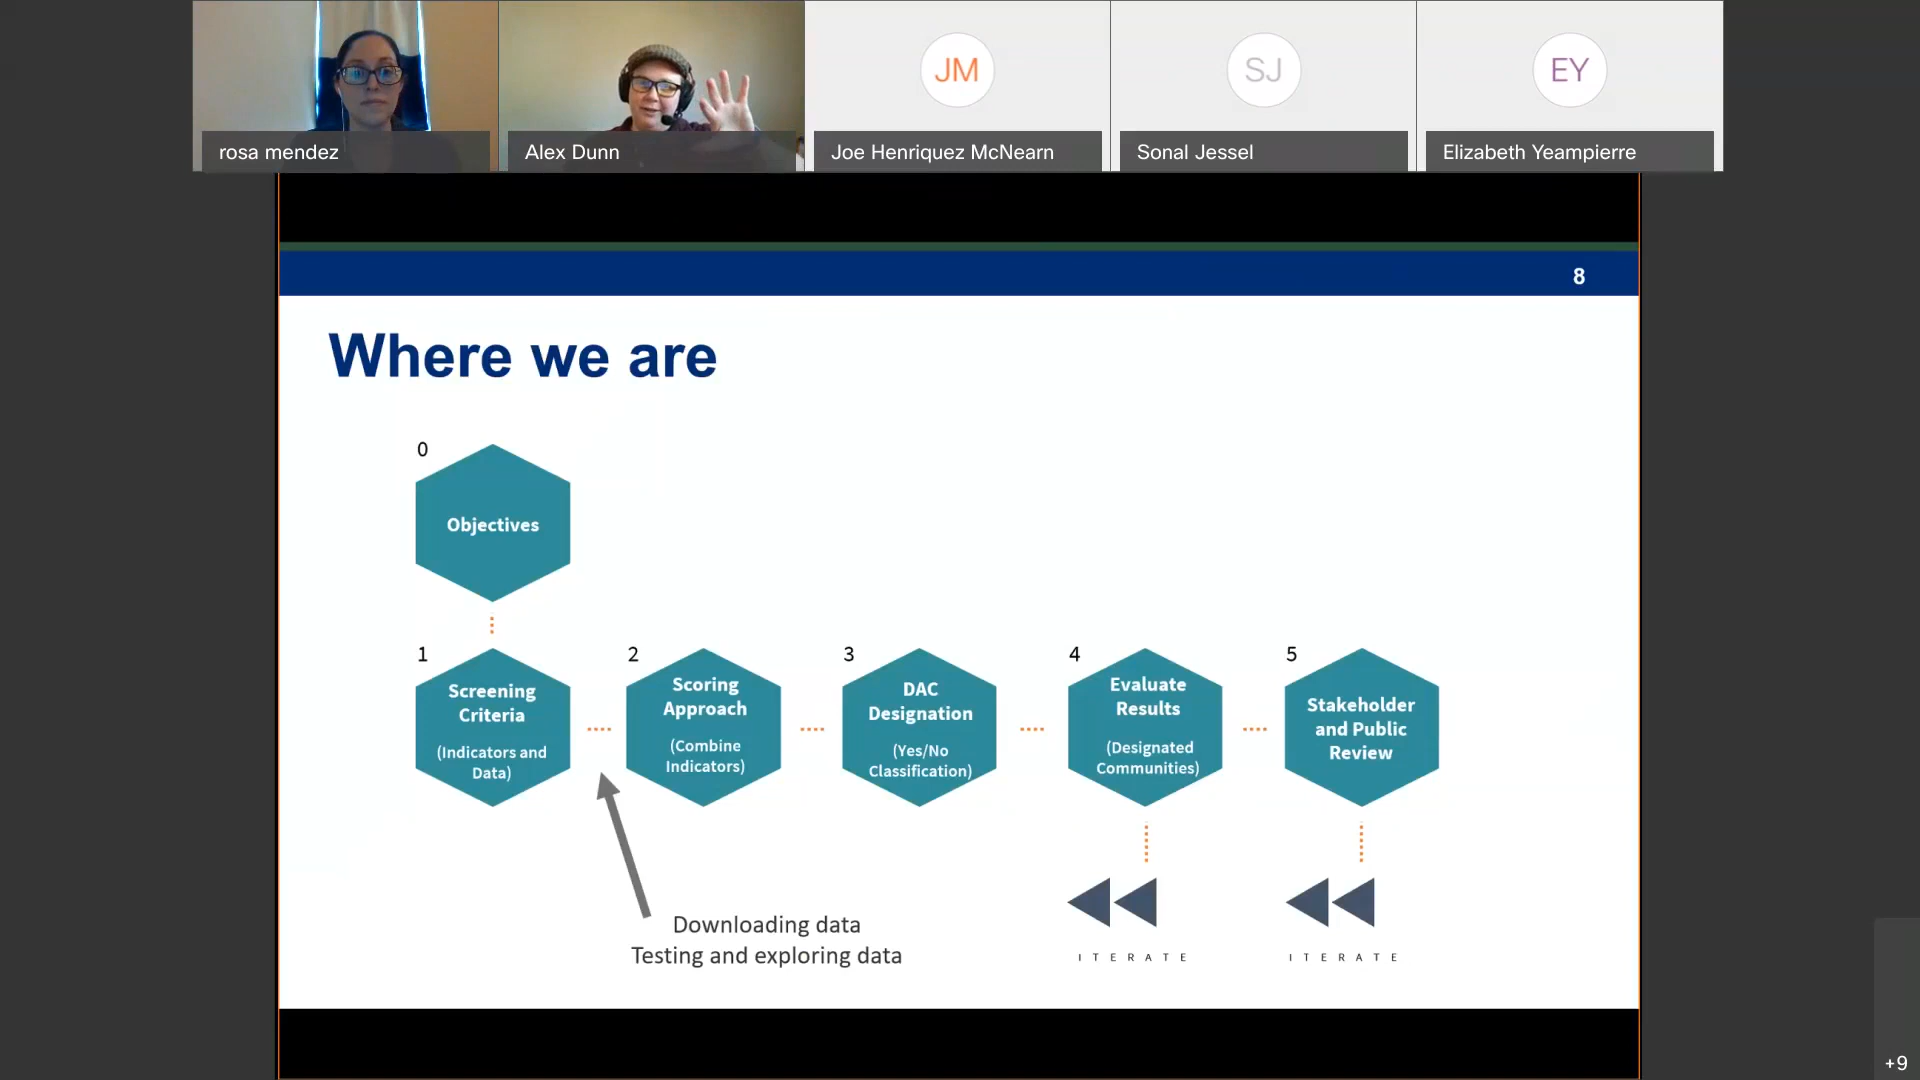 rosa mendez
Alex Dunn
JM
Joe Henriquez McNearn
SJ
Sonal Jessel
EY
Elizabeth Yeampierre
8
Where we are
0
Objectives
1
Screening
Criteria
(Indicators and
Data)
2
Scoring
Approach
(Combine
Indicators)
3
DAC
Designation
(Yes/No
Classification)
4
Evaluate
Results
(Designated
Communities)
5
Stakeholder
and Public
Review
Downloading data
Testing and exploring data
ITERATE
ITERATE
+9